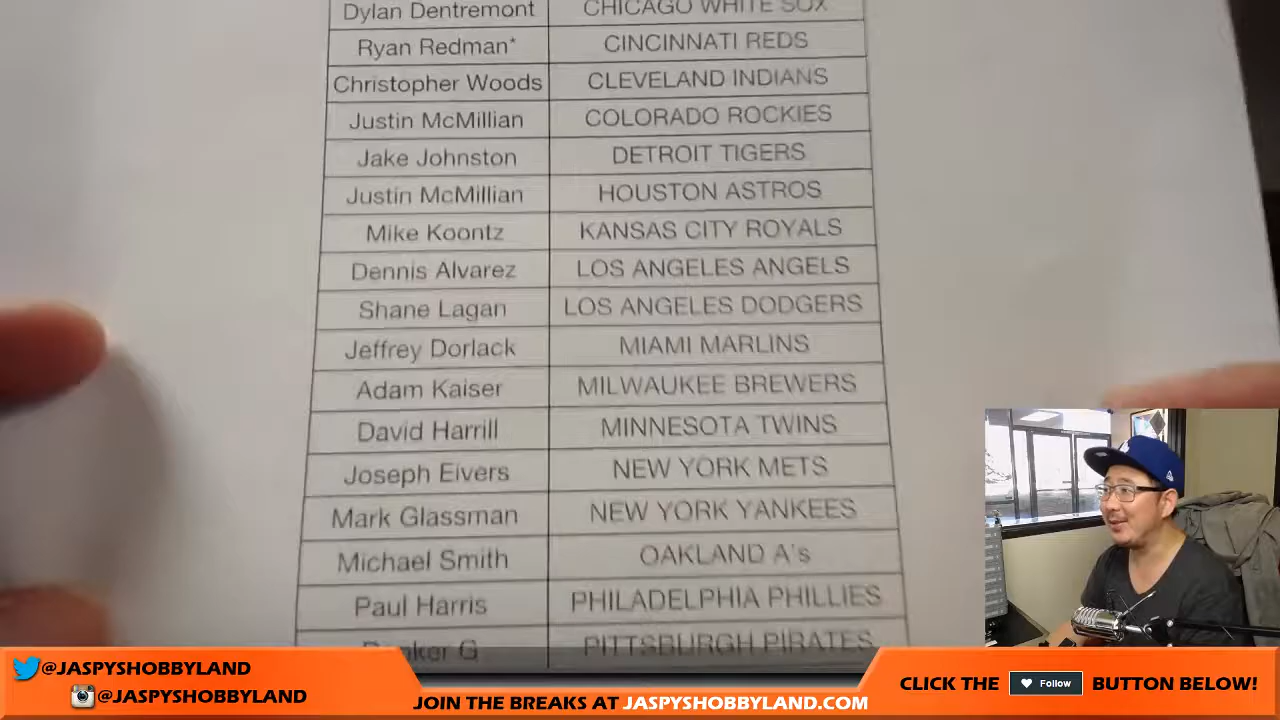 Dylan Dentremont CHICAGO WHITE SOX
Ryan Redman* CINCINNATI REDS
Christopher Woods CLEVELAND INDIANS
Justin McMillian COLORADO ROCKIES
Jake Johnston DETROIT TIGERS
Justin McMillian HOUSTON ASTROS
Mike Koontz KANSAS CITY ROYALS
Dennis Alvarez LOS ANGELES ANGELS
Shane Lagan LOS ANGELES DODGERS
Jeffrey Dorlack MIAMI MARLINS
Adam Kaiser MILWAUKEE BREWERS
David Harrill MINNESOTA TWINS
Joseph Eivers NEW YORK METS
Mark Glassman NEW YORK YANKEES
Michael Smith OAKLAND A's
Paul Harris PHILADELPHIA PHILLIES
G PITTSBURGH PIRATES
@JASPYSHOBBYLAND
@JASPYSHOBBYLAND
JOIN THE BREAKS AT JASPYSHOBBYLAND.COM
CLICK THE Follow BUTTON BELOW!